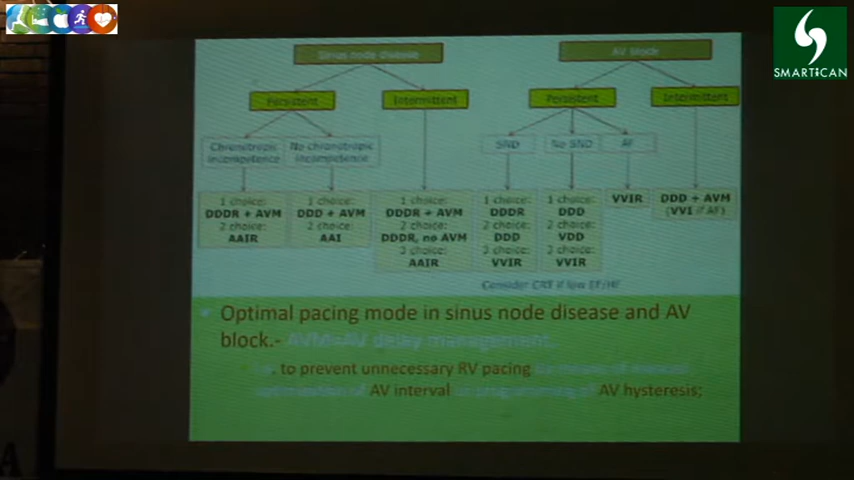 SMARTiCAN
Sinus node disease
AV block
Persistent
Intermittent
Persistent
Intermittent
Chronotropic
incompetence
No chronotropic
incompetence
SND
No SND
AF
1 choice:
DDDR + AVM
2 choice:
AAIR
1 choice:
DDD + AVM
2 choice:
AAI
1 choice:
DDDR + AVM
2 choice:
DDDR, no AVM
3 choice:
AAIR
1 choice:
DDDR
2 choice:
DDD
3 choice:
VVIR
1 choice:
DDD
2 choice:
VDD
3 choice:
VVIR
VVIR
DDD + AVM
(VVI if AF)
Consider CRT if low EF/HF
Optimal pacing mode in sinus node disease and AV
block.- AVM=AV delay management.
to prevent unnecessary RV pacing by means of manual
optimization of AV interval or programming of AV hysteresis;